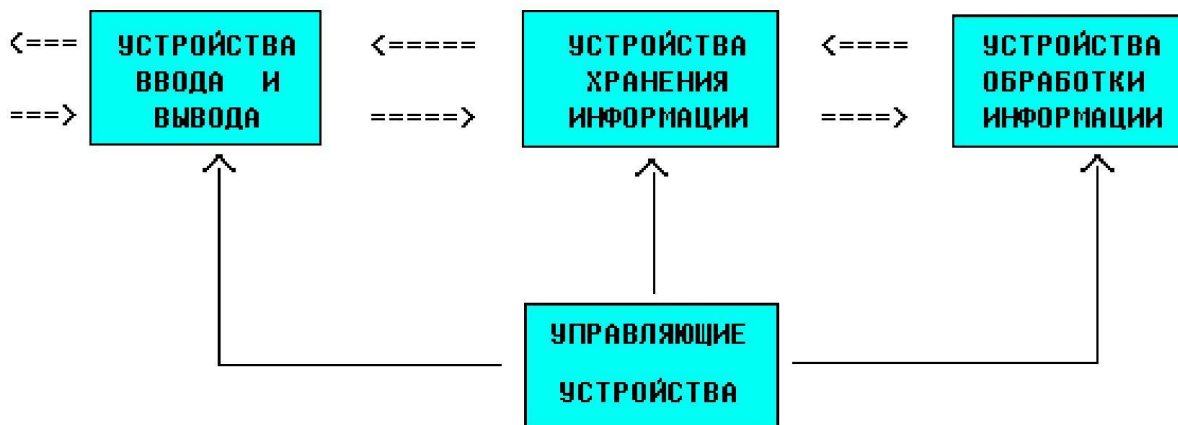 УСТРОЙСТВА
ВВОДА И
ВЫВОДА
УСТРОЙСТВА
ХРАНЕНИЯ
ИНФОРМАЦИИ
УСТРОЙСТВА
ОБРАБОТКИ
ИНФОРМАЦИИ
УПРАВЛЯЮЩИЕ
УСТРОЙСТВА